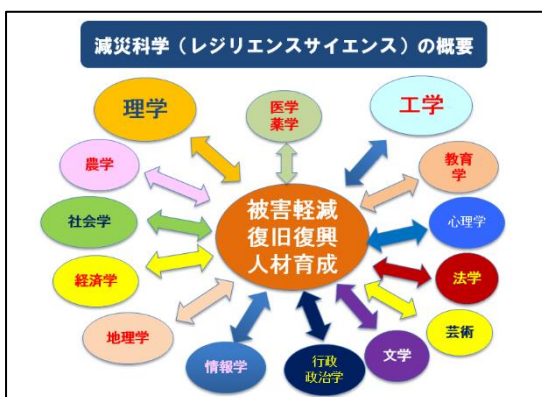 減災科学（レジリエンスサイエンス）の概要
理学
医学
薬学
工学
農学
教育
学
社会学
被害軽減
復旧復興
人材育成
心理学
経済学
法学
地理学
芸術
情報学
行政
政治学
文学